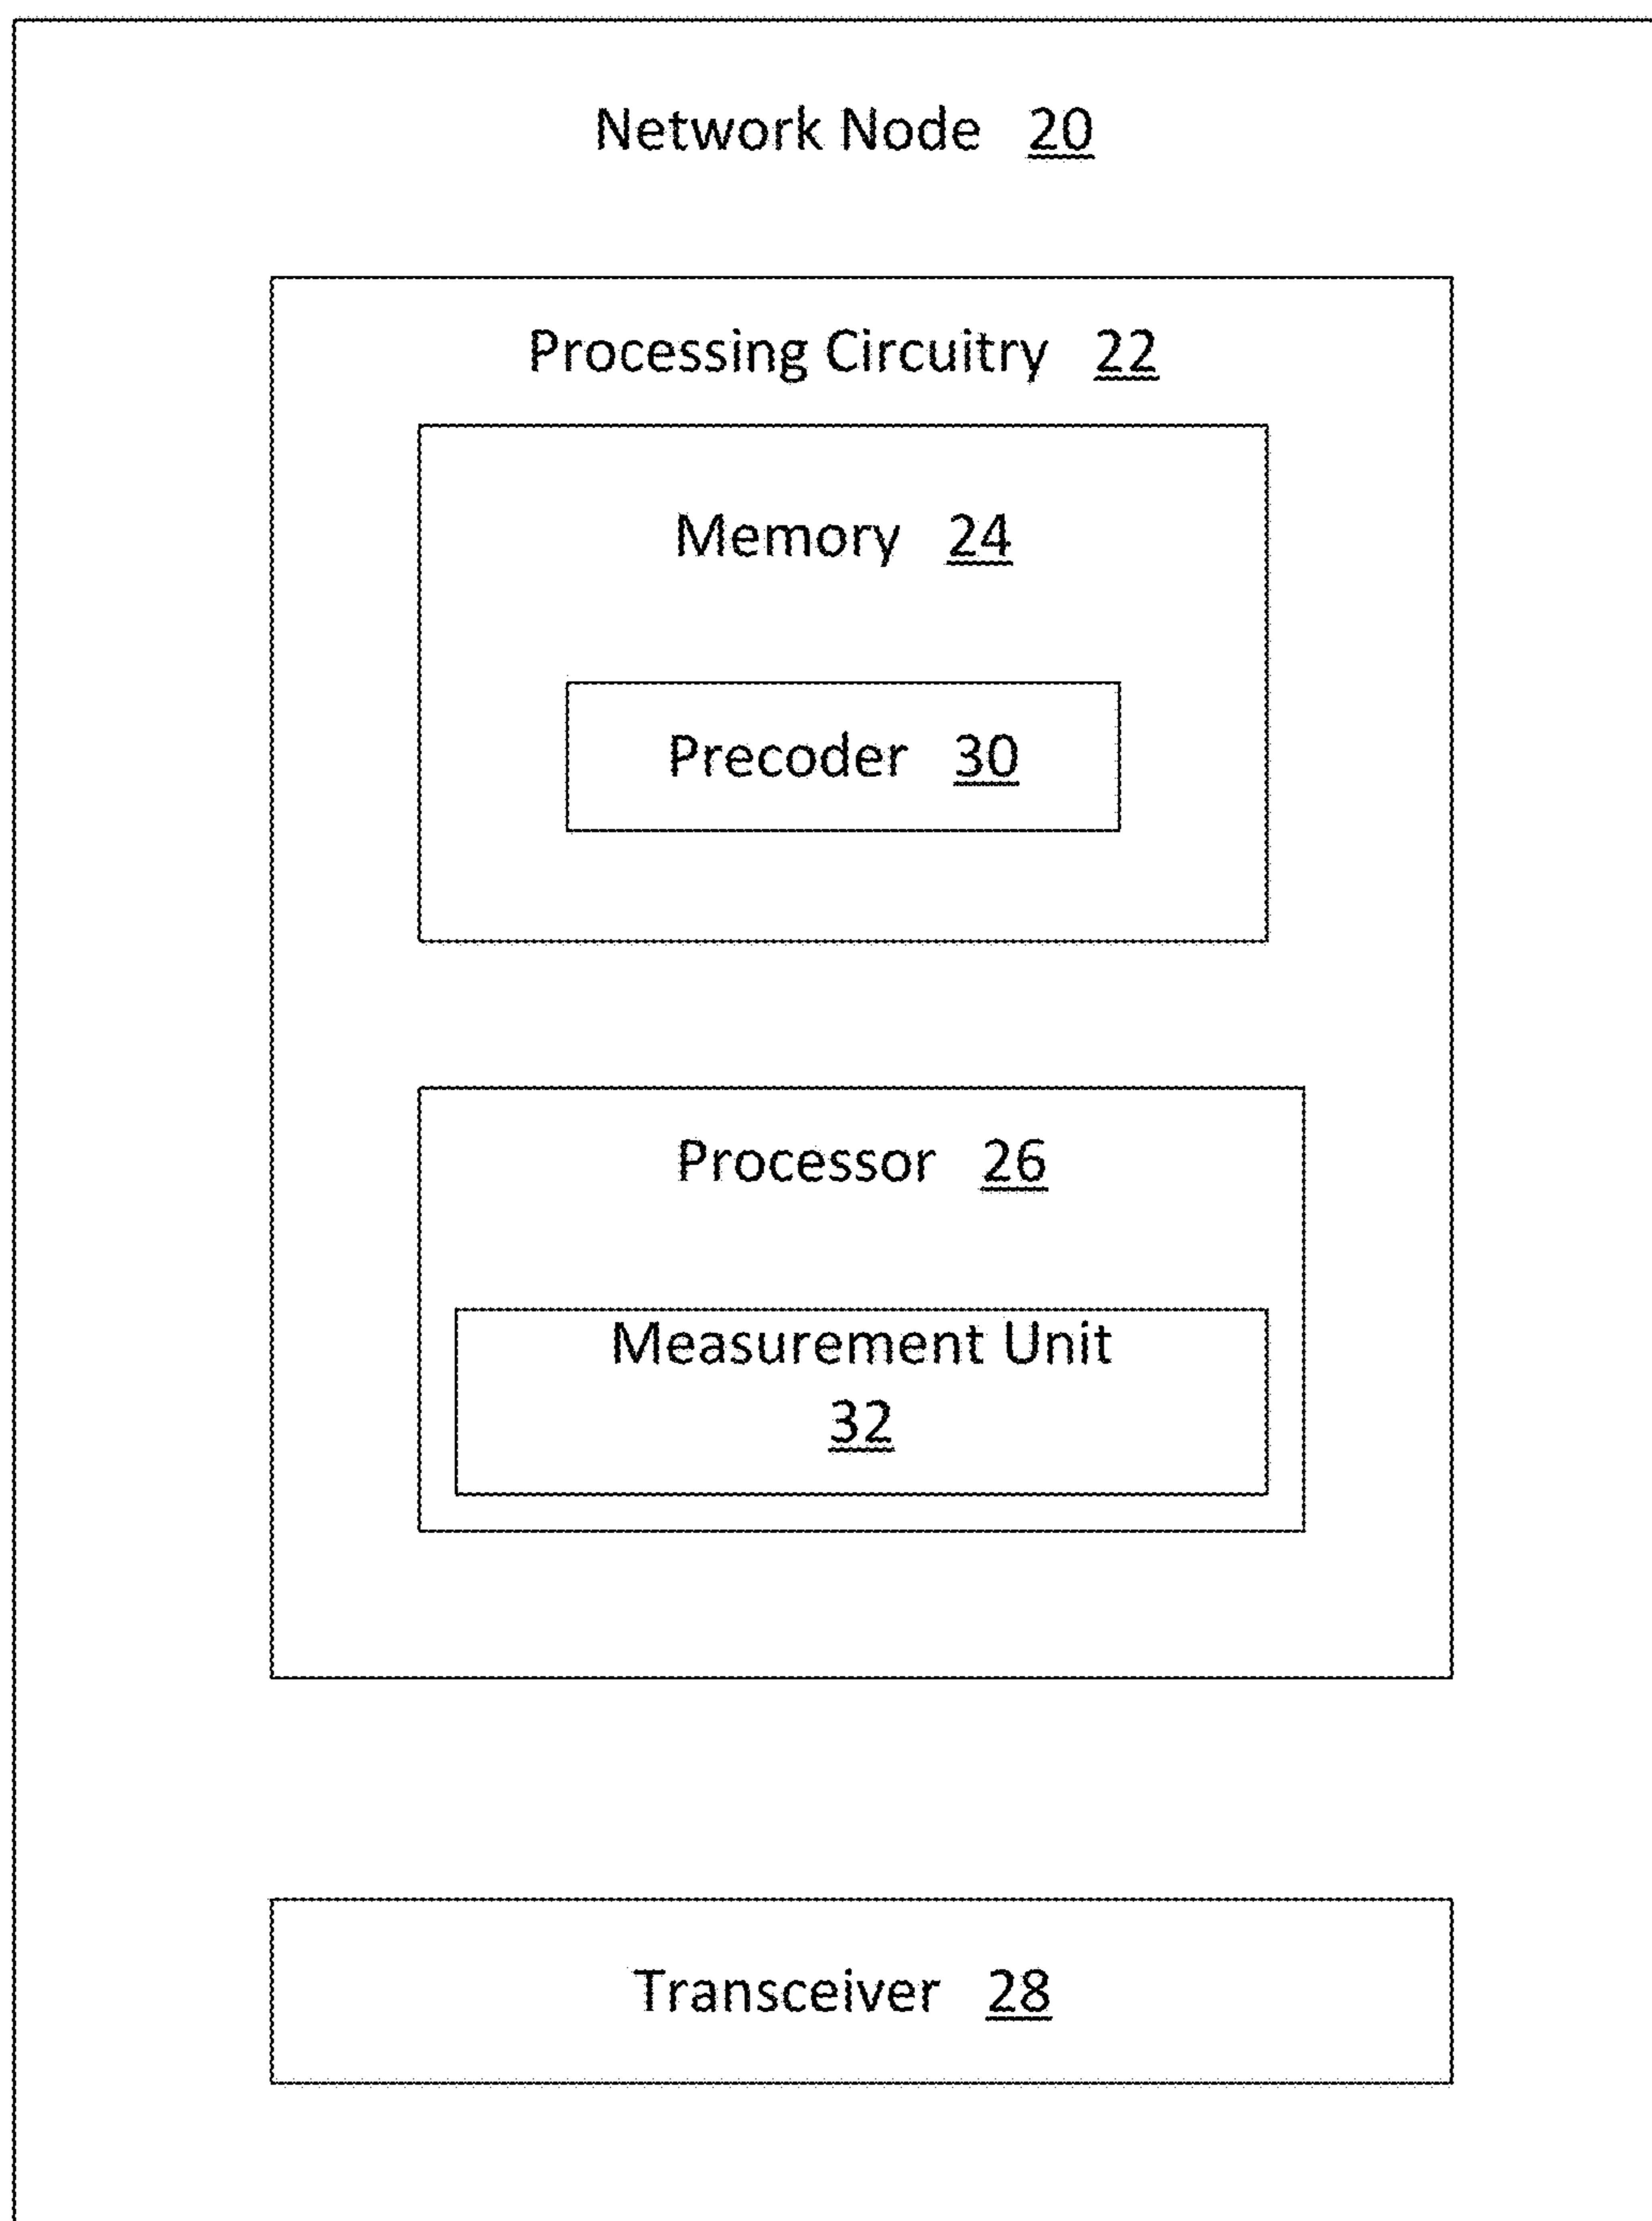 Network Node 20
Processing Circuitry 22
Memory 24
Precoder 30
Processor 26
Measurement Unit
32
Transceiver 28